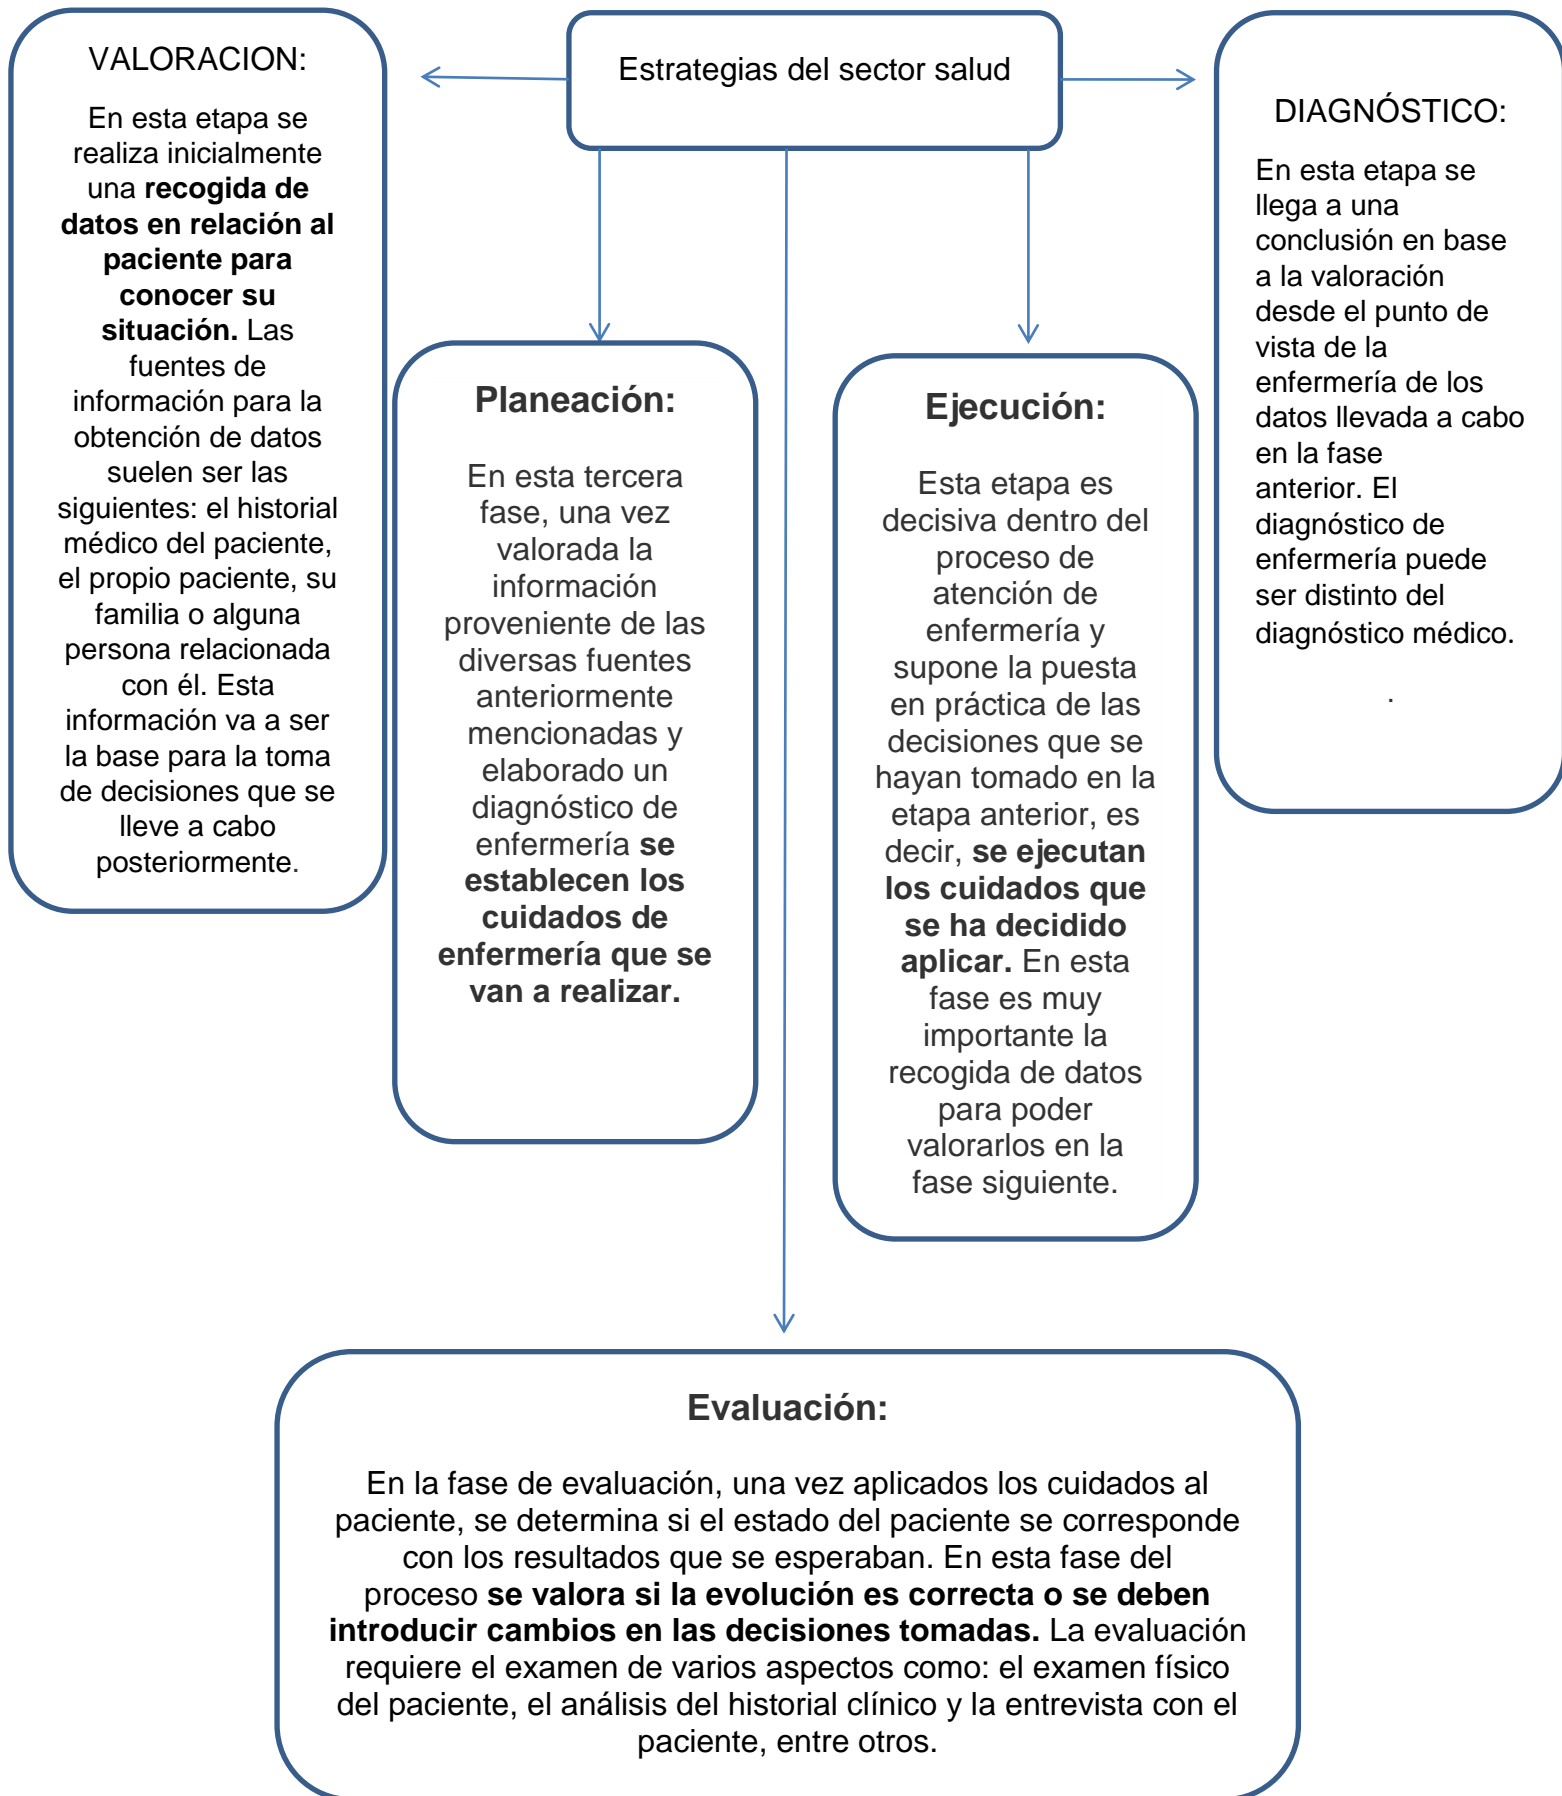 Estrategias del sector salud
VALORACION:
En esta etapa se
realiza inicialmente
una recogida de
datos en relación al
paciente para
conocer su
situación. Las
fuentes de
información para la
obtención de datos
suelen ser las
siguientes: el historial
médico del paciente,
el propio paciente, su
familia o alguna
persona relacionada
con él. Esta
información va a ser
la base para la toma
de decisiones que se
lleve a cabo
posteriormente.
DIAGNÓSTICO:
En esta etapa se
llega a una
conclusión en base
a la valoración
desde el punto de
vista de la
enfermería de los
datos llevada a cabo
en la fase
anterior. El
diagnóstico de
enfermería puede
ser distinto del
diagnóstico médico.
.
Planeación:
En esta tercera
fase, una vez
valorada la
información
proveniente de las
diversas fuentes
anteriormente
mencionadas y
elaborado un
diagnóstico de
enfermería se
establecen los
cuidados de
enfermería que se
van a realizar.
Ejecución:
Esta etapa es
decisiva dentro del
proceso de
atención de
enfermería y
supone la puesta
en práctica de las
decisiones que se
hayan tomado en la
etapa anterior, es
decir, se ejecutan
los cuidados que
se ha decidido
aplicar. En esta
fase es muy
importante la
recogida de datos
para poder
valorarlos en la
fase siguiente.
Evaluación:
En la fase de evaluación, una vez aplicados los cuidados al
paciente, se determina si el estado del paciente se corresponde
con los resultados que se esperaban. En esta fase del
proceso se valora si la evolución es correcta o se deben
introducir cambios en las decisiones tomadas. La evaluación
requiere el examen de varios aspectos como: el examen físico
del paciente, el análisis del historial clínico y la entrevista con el
paciente, entre otros.